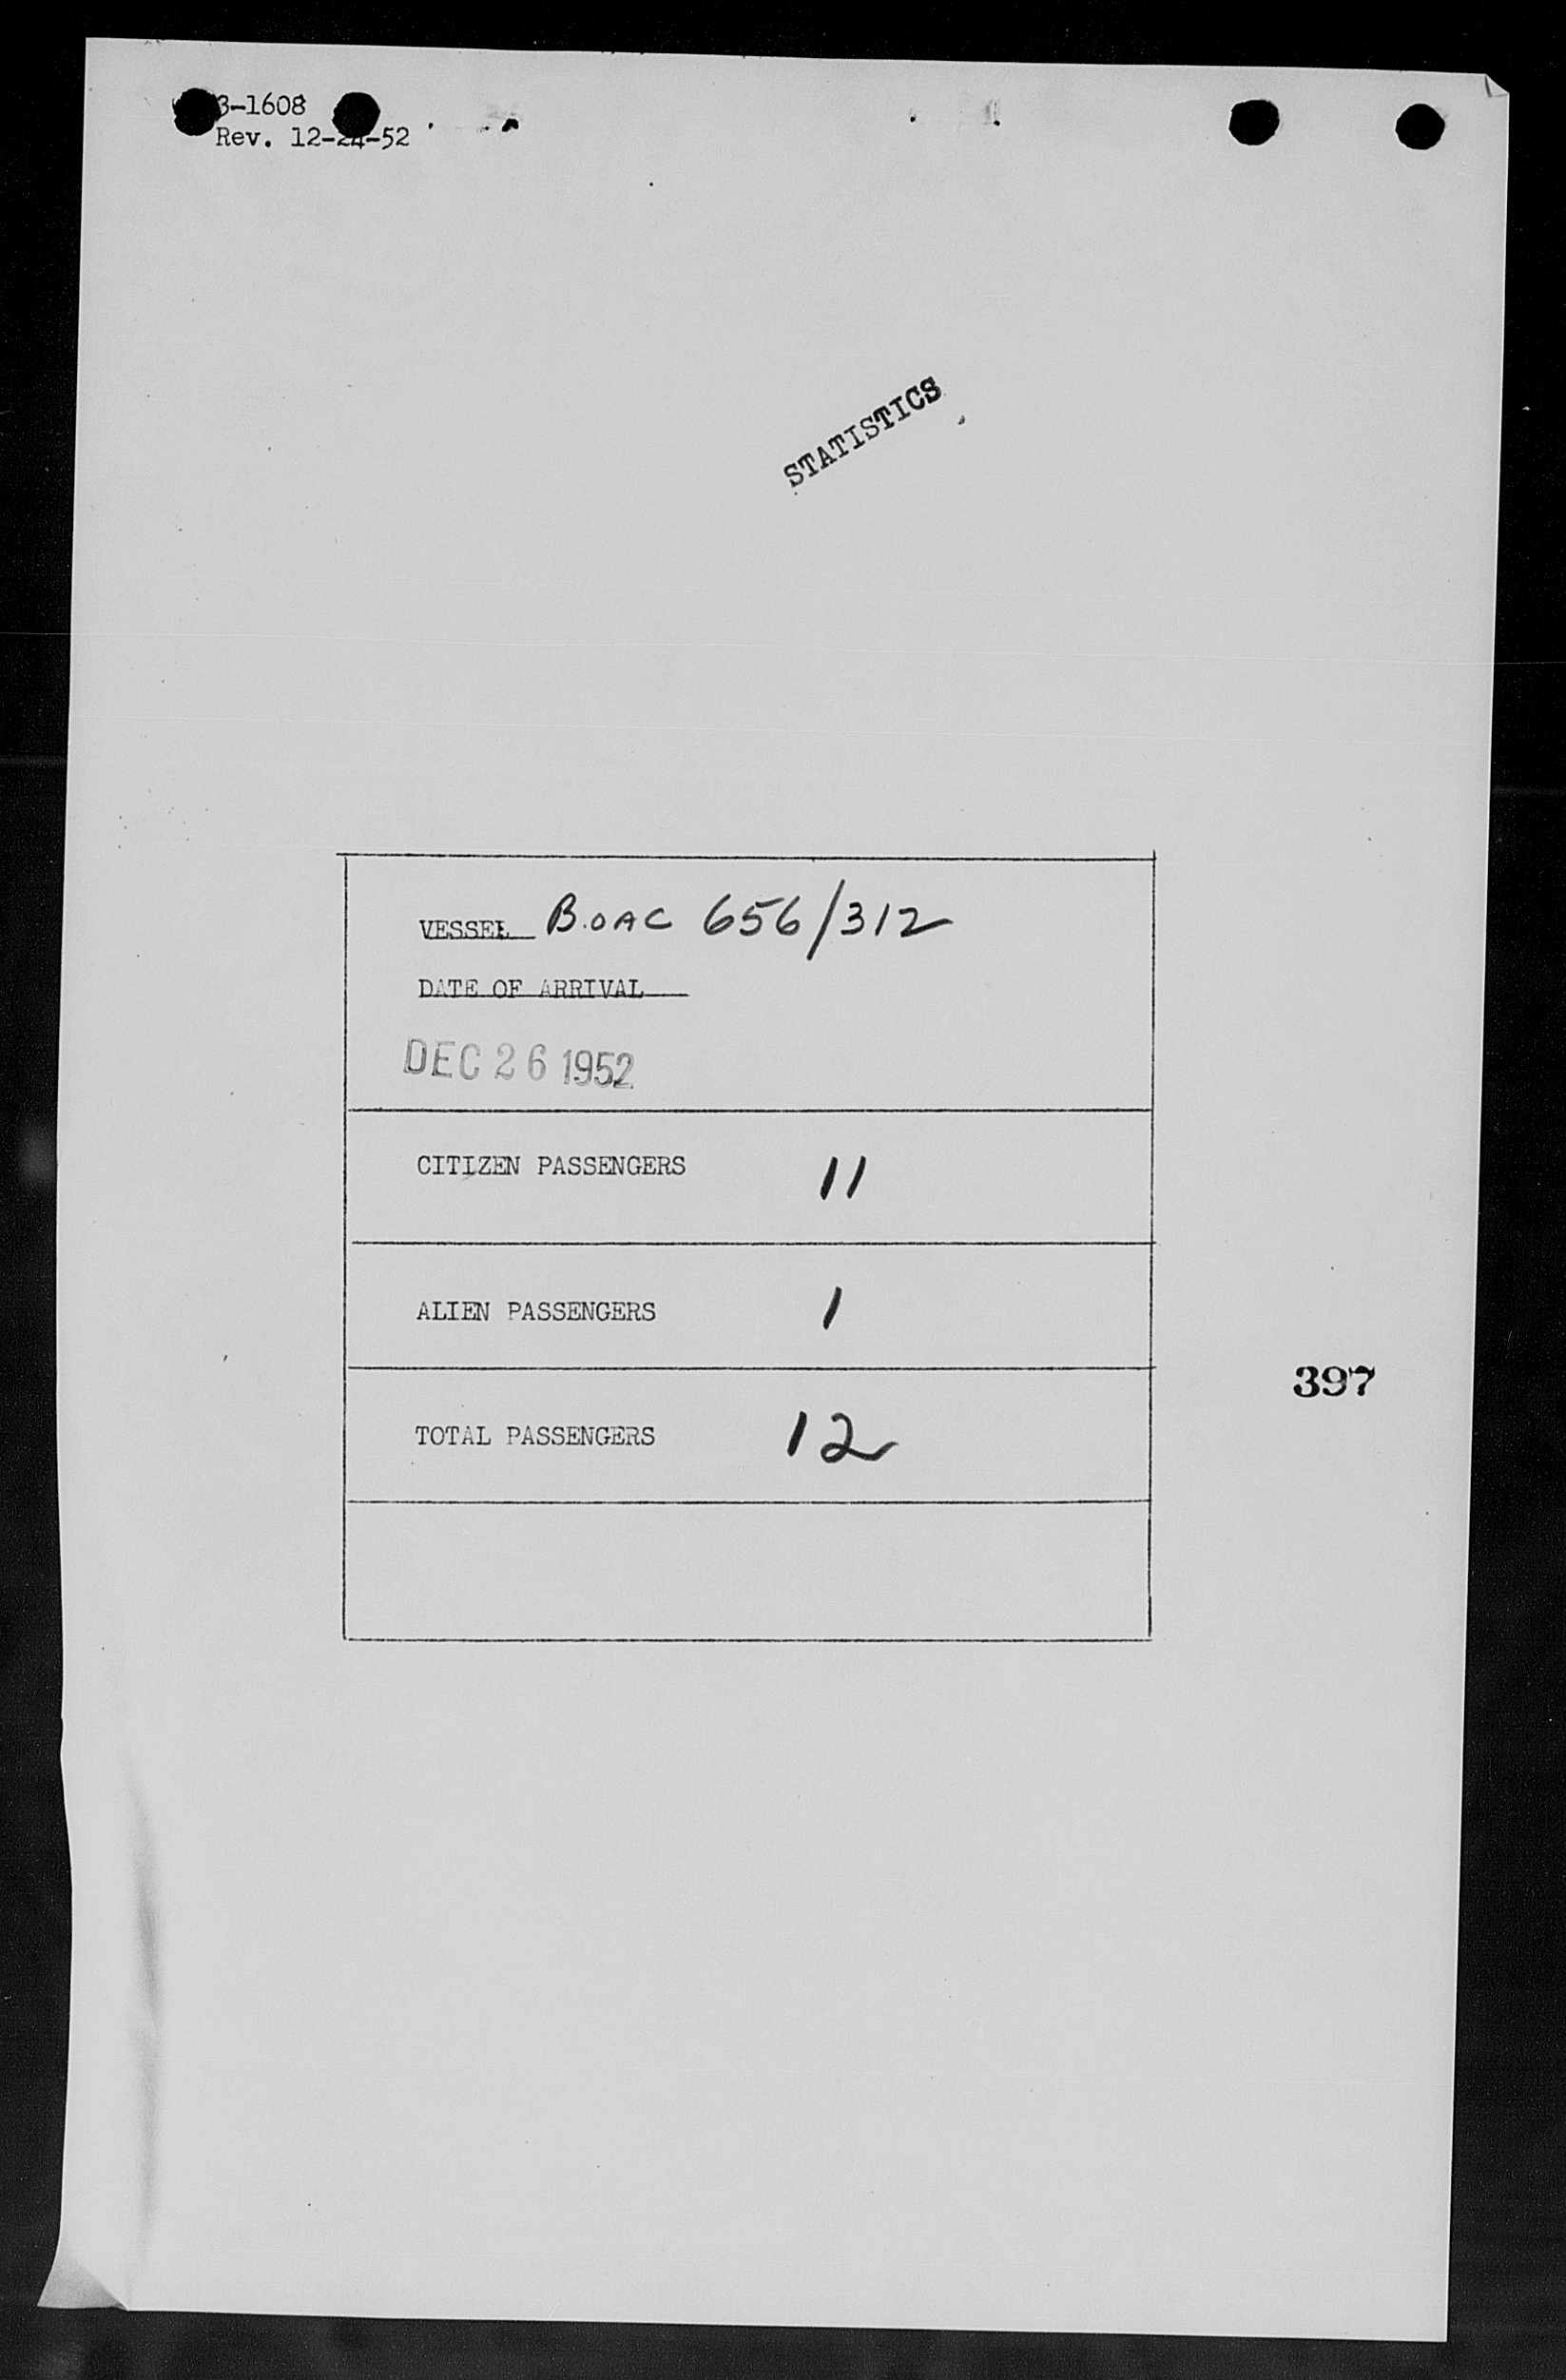 3-1608
Rev. 12-24-52
STATISTICS
VESSEL B.OAC 656/312
DATE OF ARRIVAL
DEC 26 1952
CITIZEN PASSENGERS 11
ALIEN PASSENGERS 1
397
TOTAL PASSENGERS 12